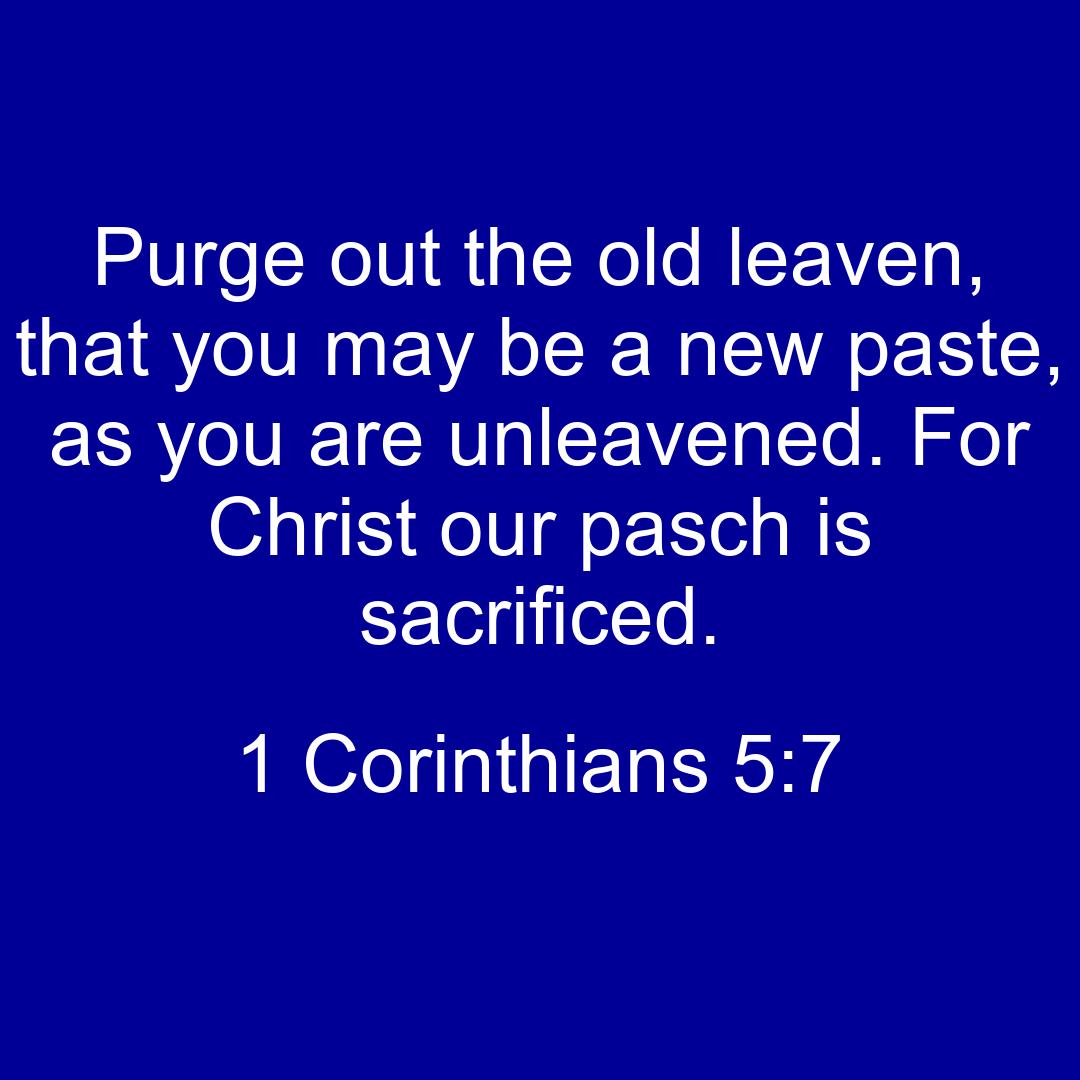 Purge out the old leaven,
that you may be a new paste,
as you are unleavened. For
Christ our pasch is
sacrificed.
1 Corinthians 5:7